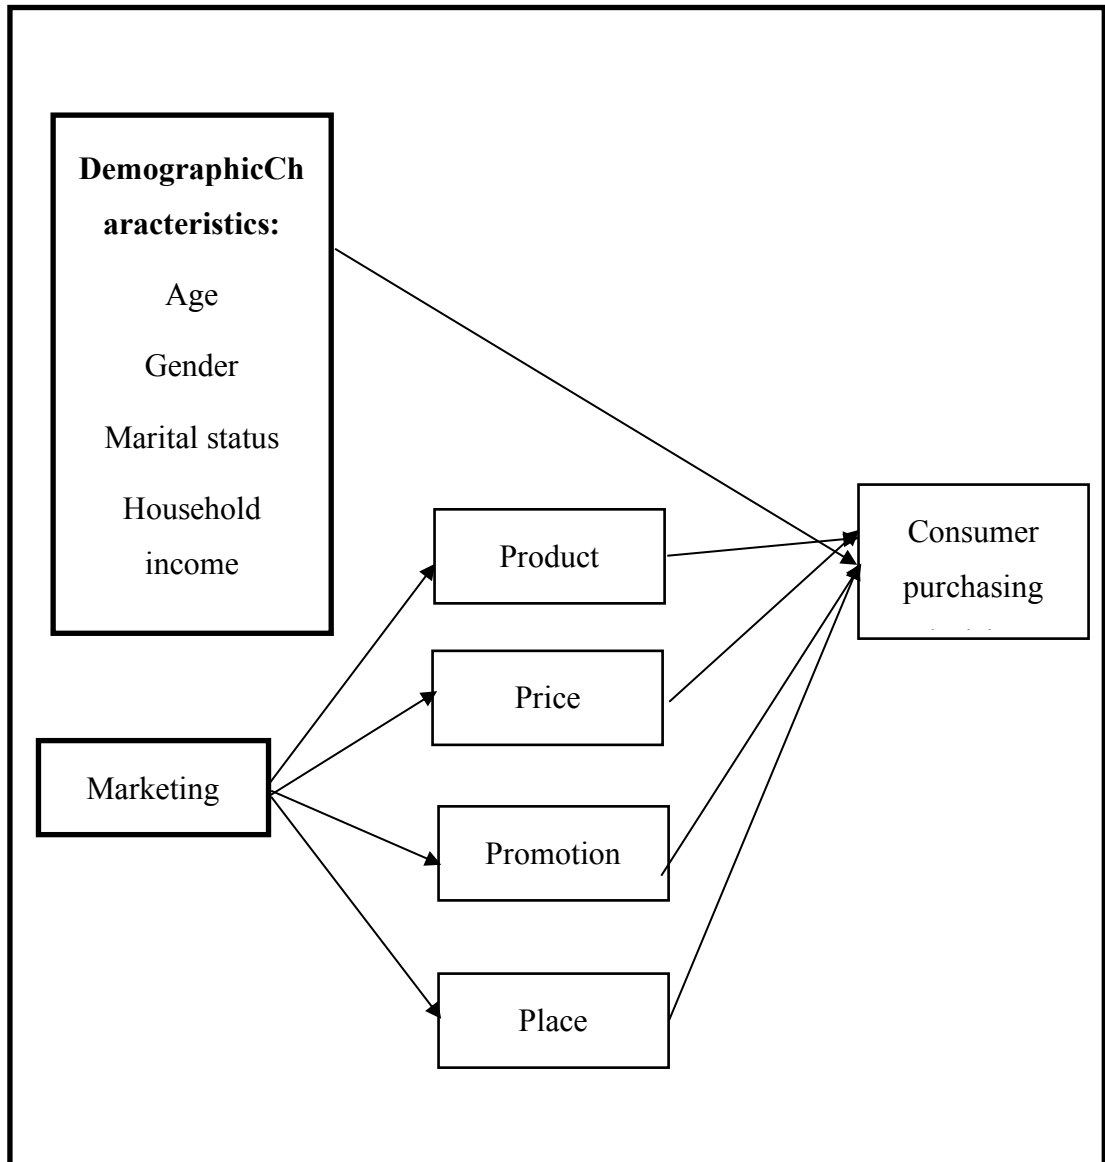 DemographicCh
aracteristics:
Age
Gender
Marital status
Household
income
Product
Consumer
purchasing
Price
Marketing
Promotion
Place